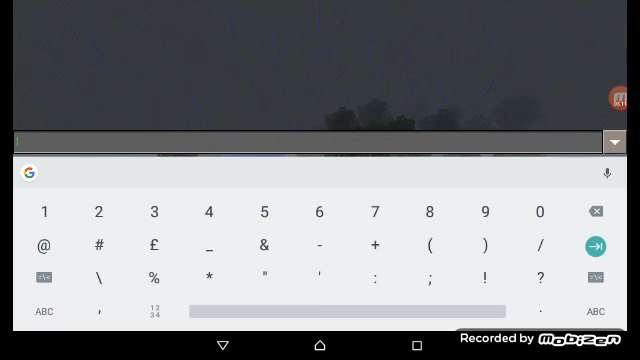 1 2 3 4 5 6 7 8 9 0
@ # £ _ & - + ( ) /
=\< \ % * " ' : ; ! ? =\<
ABC , 12 . ABC
34
Recorded by MOBIZEN